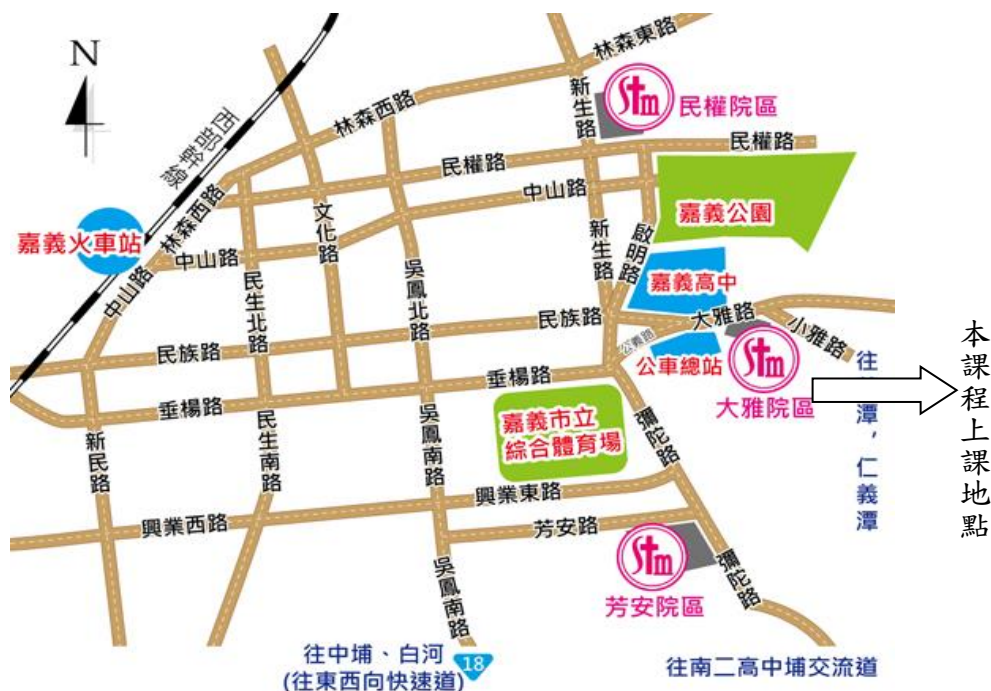 N
林森東路
新生路
Stm
民權院區
西部幹線
林森西路
民權路
民權路
中山路
嘉義公園
林森西路
文化路
嘉義火車站
中山路
新生路
啟明路
吳鳳北路
嘉義高中
中山路
民生北路
民族路
大雅路
小雅路
公義路
民族路
公車總站
Stm
大雅院區
垂楊路
垂楊路
往
潭,仁義潭
本課程上課地點
嘉義市立
綜合體育場
彌陀路
新民路
民生南路
吳鳳南路
興業東路
興業西路
芳安路
Stm
芳安院區
彌陀路
吳鳳南路
往中埔、白河
(往東西向快速道)
18
往南二高中埔交流道